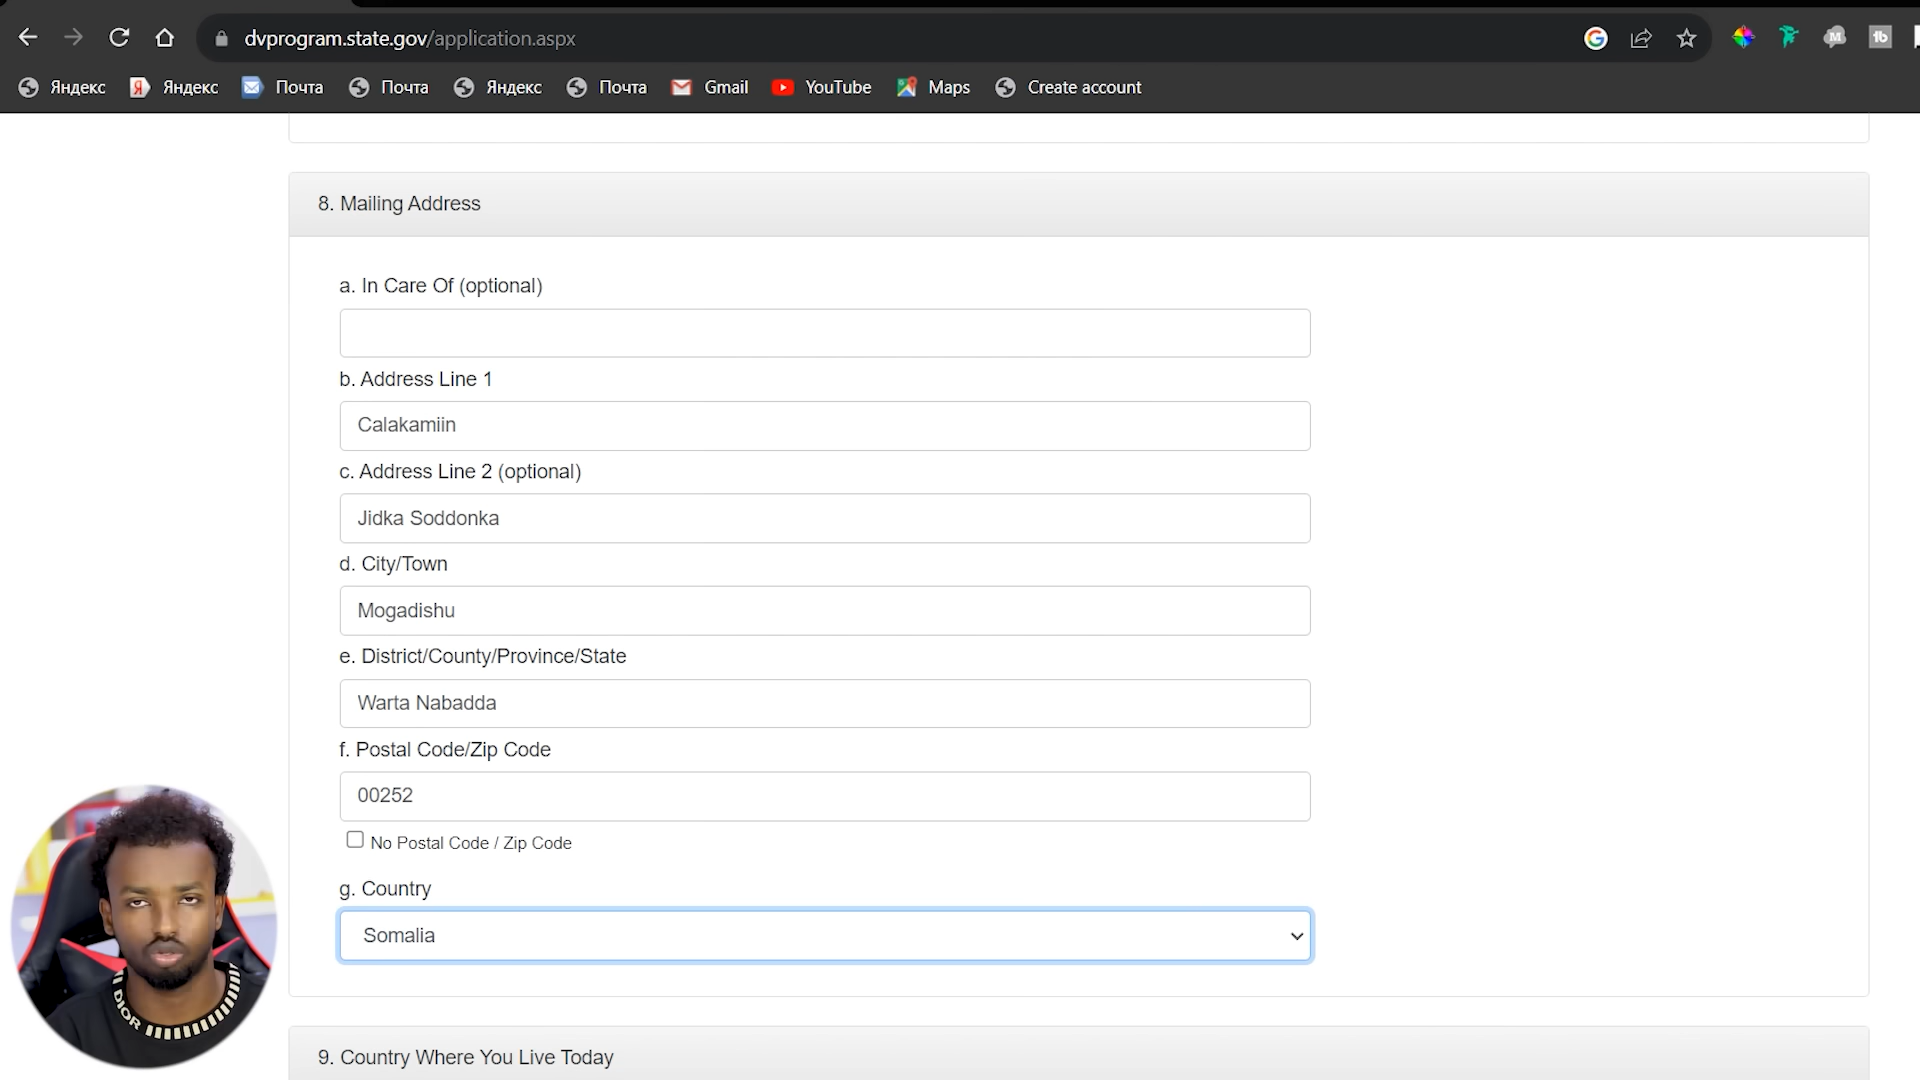 dvprogram.state.gov/application.aspx
Яндекс Яндекс Почта Почта Яндекс Почта Gmail YouTube Maps Create account
8. Mailing Address
a. In Care Of (optional)
b. Address Line 1
Calakamiin
c. Address Line 2 (optional)
Jidka Soddonka
d. City/Town
Mogadishu
e. District/County/Province/State
Warta Nabadda
f. Postal Code/Zip Code
00252
No Postal Code / Zip Code
g. Country
Somalia
DIOR
9. Country Where You Live Today